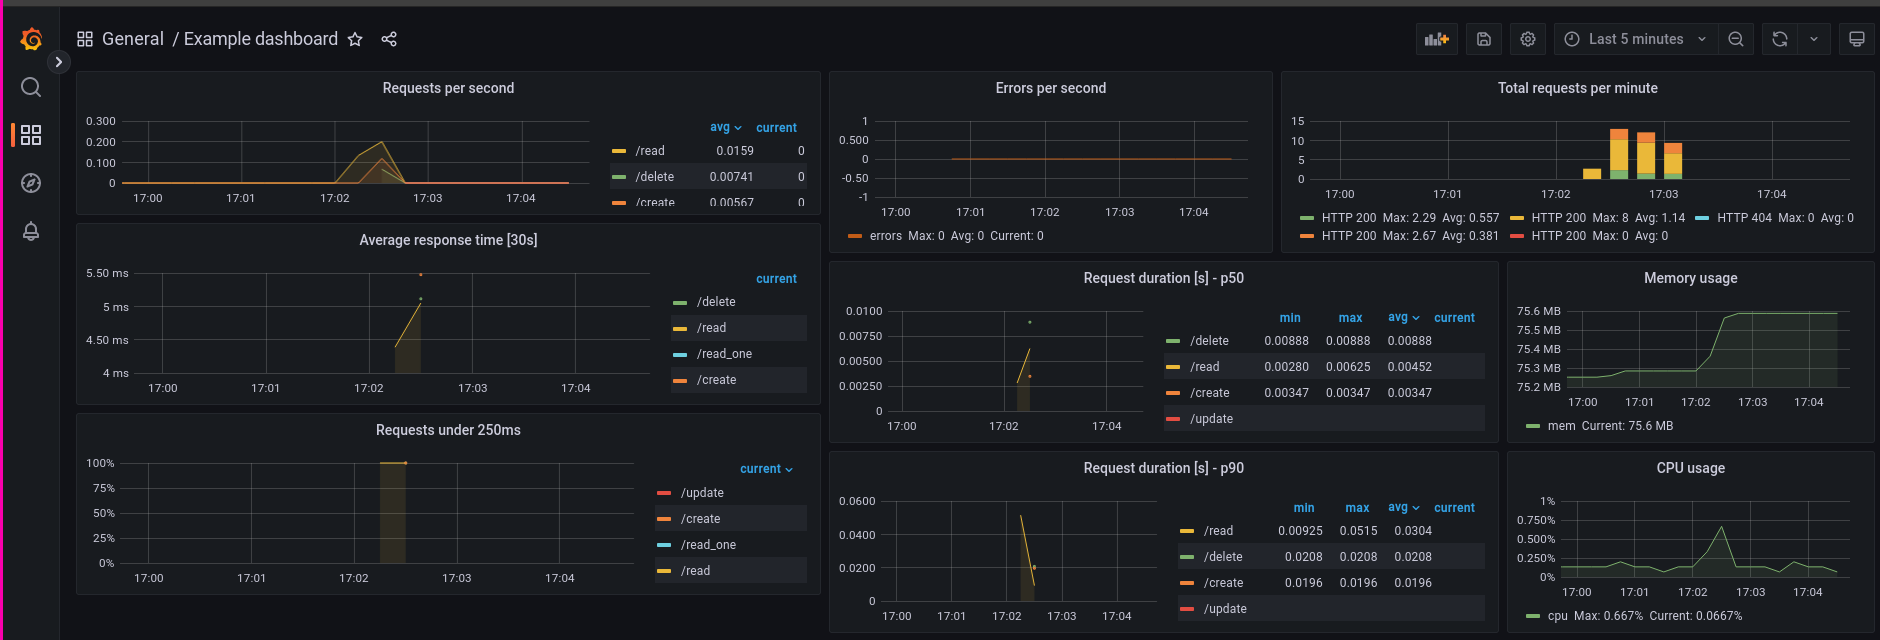 General / Example dashboard
Last 5 minutes
Requests per second
0.300
0.200
0.100
0
17:00 17:01 17:02 17:03 17:04
avg current
/read 0.0159 0
/delete 0.00741 0
/create 0.00567 0
Errors per second
1
0.500
0
-0.50
-1
17:00 17:01 17:02 17:03 17:04
errors Max: 0 Avg: 0 Current: 0
Total requests per minute
15
10
5
0
17:00 17:01 17:02 17:03 17:04
HTTP 200 Max: 2.29 Avg: 0.557 HTTP 200 Max: 8 Avg: 1.14 HTTP 404 Max: 0 Avg: 0
HTTP 200 Max: 2.67 Avg: 0.381 HTTP 200 Max: 0 Avg: 0
Average response time [30s]
5.50 ms
5 ms
4.50 ms
4 ms
17:00 17:01 17:02 17:03 17:04
current
/delete
/read
/read_one
/create
Request duration [s] - p50
0.0100
0.00750
0.00500
0.00250
0
17:00 17:02 17:04
min max avg current
/delete 0.00888 0.00888 0.00888
/read 0.00280 0.00625 0.00452
/create 0.00347 0.00347 0.00347
/update
Memory usage
75.6 MB
75.5 MB
75.4 MB
75.3 MB
75.2 MB
17:00 17:01 17:02 17:03 17:04
mem Current: 75.6 MB
Requests under 250ms
100%
75%
50%
25%
0%
17:00 17:01 17:02 17:03 17:04
current
/update
/create
/read_one
/read
Request duration [s] - p90
0.0600
0.0400
0.0200
0
17:00 17:01 17:02 17:03 17:04
min max avg current
/read 0.00925 0.0515 0.0304
/delete 0.0208 0.0208 0.0208
/create 0.0196 0.0196 0.0196
/update
CPU usage
1%
0.750%
0.500%
0.250%
0%
17:00 17:01 17:02 17:03 17:04
cpu Max: 0.667% Current: 0.0667%